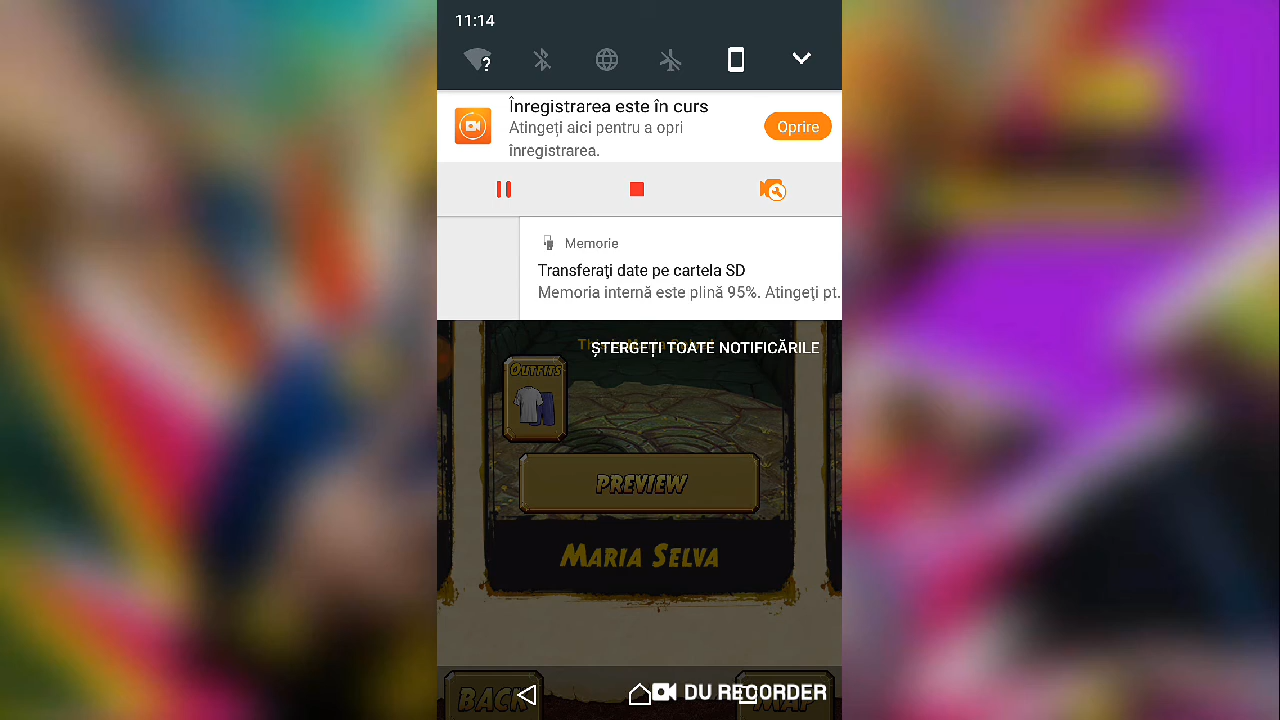 11:14
?
Înregistrarea este în curs
Atingeți aici pentru a opri
înregistrarea.
Oprire
Memorie
Transferați date pe cartela SD
Memoria internă este plină 95%. Atingeți pt.
ȘTERGEȚI TOATE NOTIFICĂRILE
OUTFITS
PREVIEW
MARIA SELVA
BACK
MAP
DU RECORDER